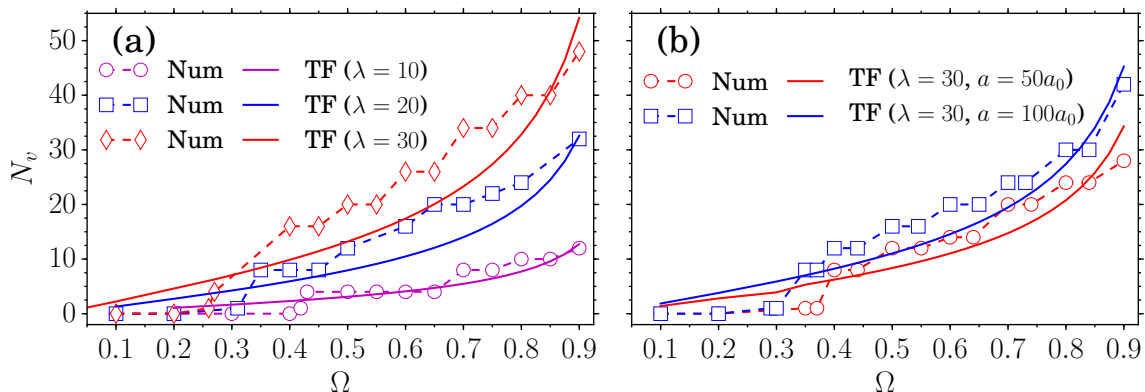 (a)
Num TF (λ = 10)
Num TF (λ = 20)
Num TF (λ = 30)
N_v
50
40
30
20
10
0
0.1 0.2 0.3 0.4 0.5 0.6 0.7 0.8 0.9
Ω
(b)
Num TF (λ = 30, a = 50a₀)
Num TF (λ = 30, a = 100a₀)
0.1 0.2 0.3 0.4 0.5 0.6 0.7 0.8 0.9
Ω